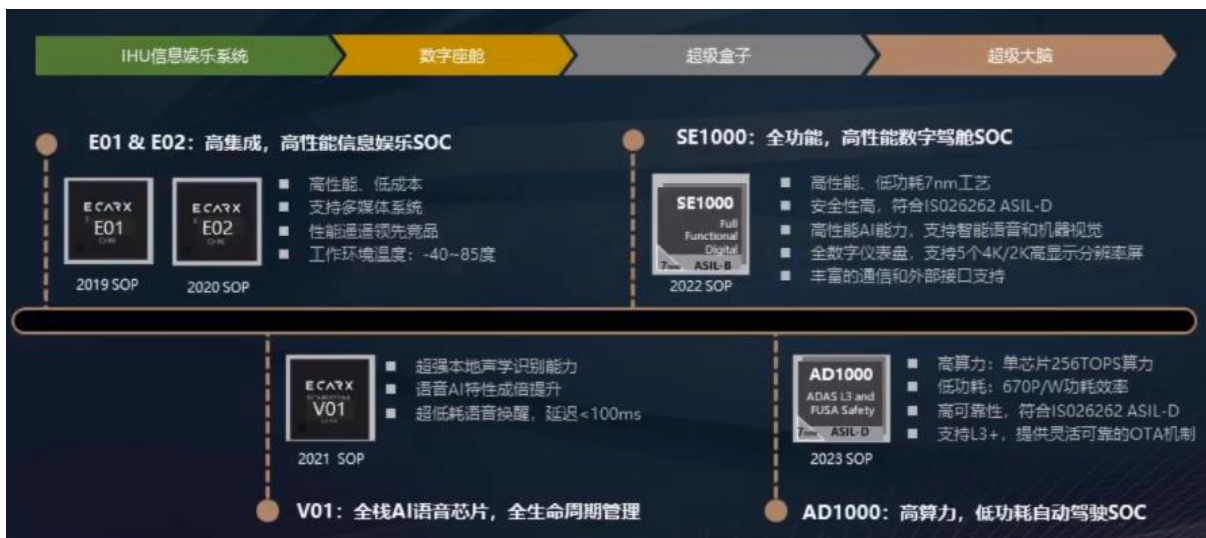 IHU信息娱乐系统
数字座舱
超级盒子
超级大脑
E01 & E02：高集成，高性能信息娱乐SOC
ECARX
E01
ECARX
E02
2019 SOP
2020 SOP
■ 高性能、低成本
■ 支持多媒体系统
■ 性能遥遥领先竞品
■ 工作环境温度：-40~85度
SE1000：全功能，高性能数字驾舱SOC
SE1000
Full
Functional
Digital
7nm ASIL-B
2022 SOP
■ 高性能、低功耗7nm工艺
■ 安全性高，符合IS026262 ASIL-D
■ 高性能AI能力，支持智能语音和机器视觉
■ 全数字仪表盘，支持5个4K/2K高显示分辨率屏
■ 丰富的通信和外部接口支持
ECARX
V01
2021 SOP
■ 超强本地声学识别能力
■ 语音AI特性成倍提升
■ 超低耗语音换醒，延迟<100ms
V01：全栈AI语音芯片，全生命周期管理
AD1000
ADAS L3 and
FUSA Safety
7nm ASIL-D
2023 SOP
■ 高算力：单芯片256TOPS算力
■ 低功耗：670P/W功耗效率
■ 高可靠性，符合IS026262 ASIL-D
■ 支持L3+，提供灵活可靠的OTA机制
AD1000：高算力，低功耗自动驾驶SOC